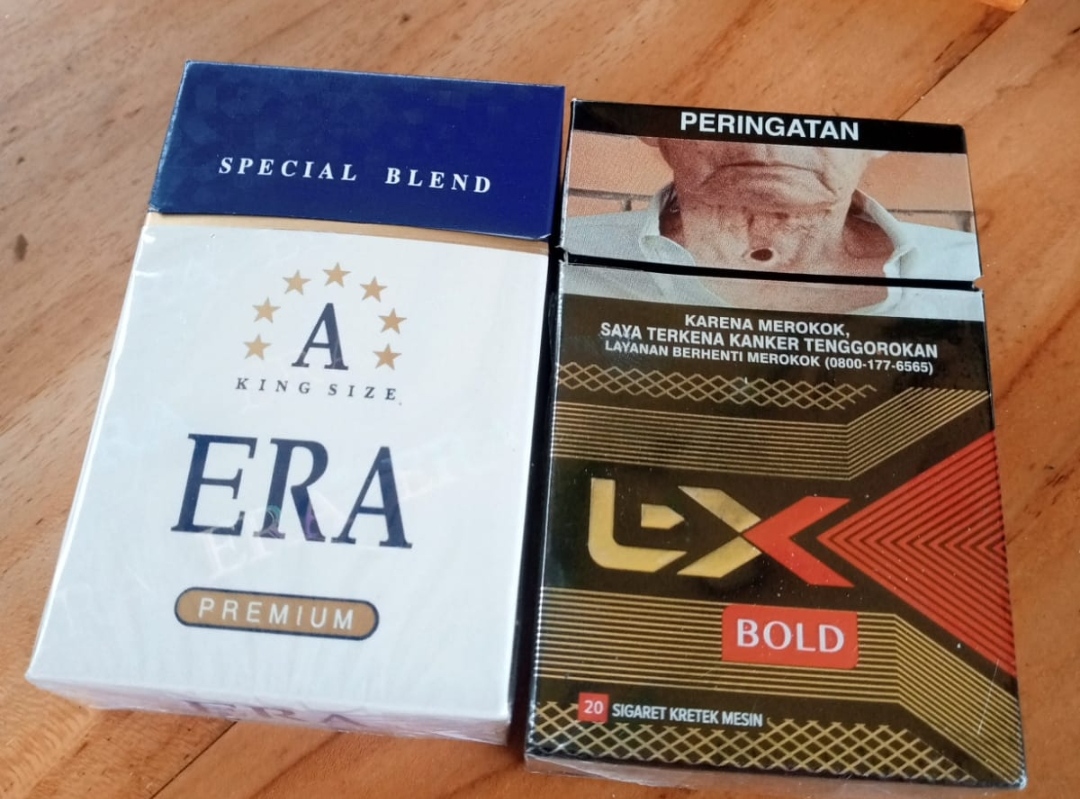 SPECIAL BLEND
A
KING SIZE
ERA
PREMIUM
ERA
PERINGATAN
KARENA MEROKOK,
SAYA TERKENA KANKER TENGGOROKAN
LAYANAN BERHENTI MEROKOK (0800-177-6565)
BOLD
20 SIGARET KRETEK MESIN